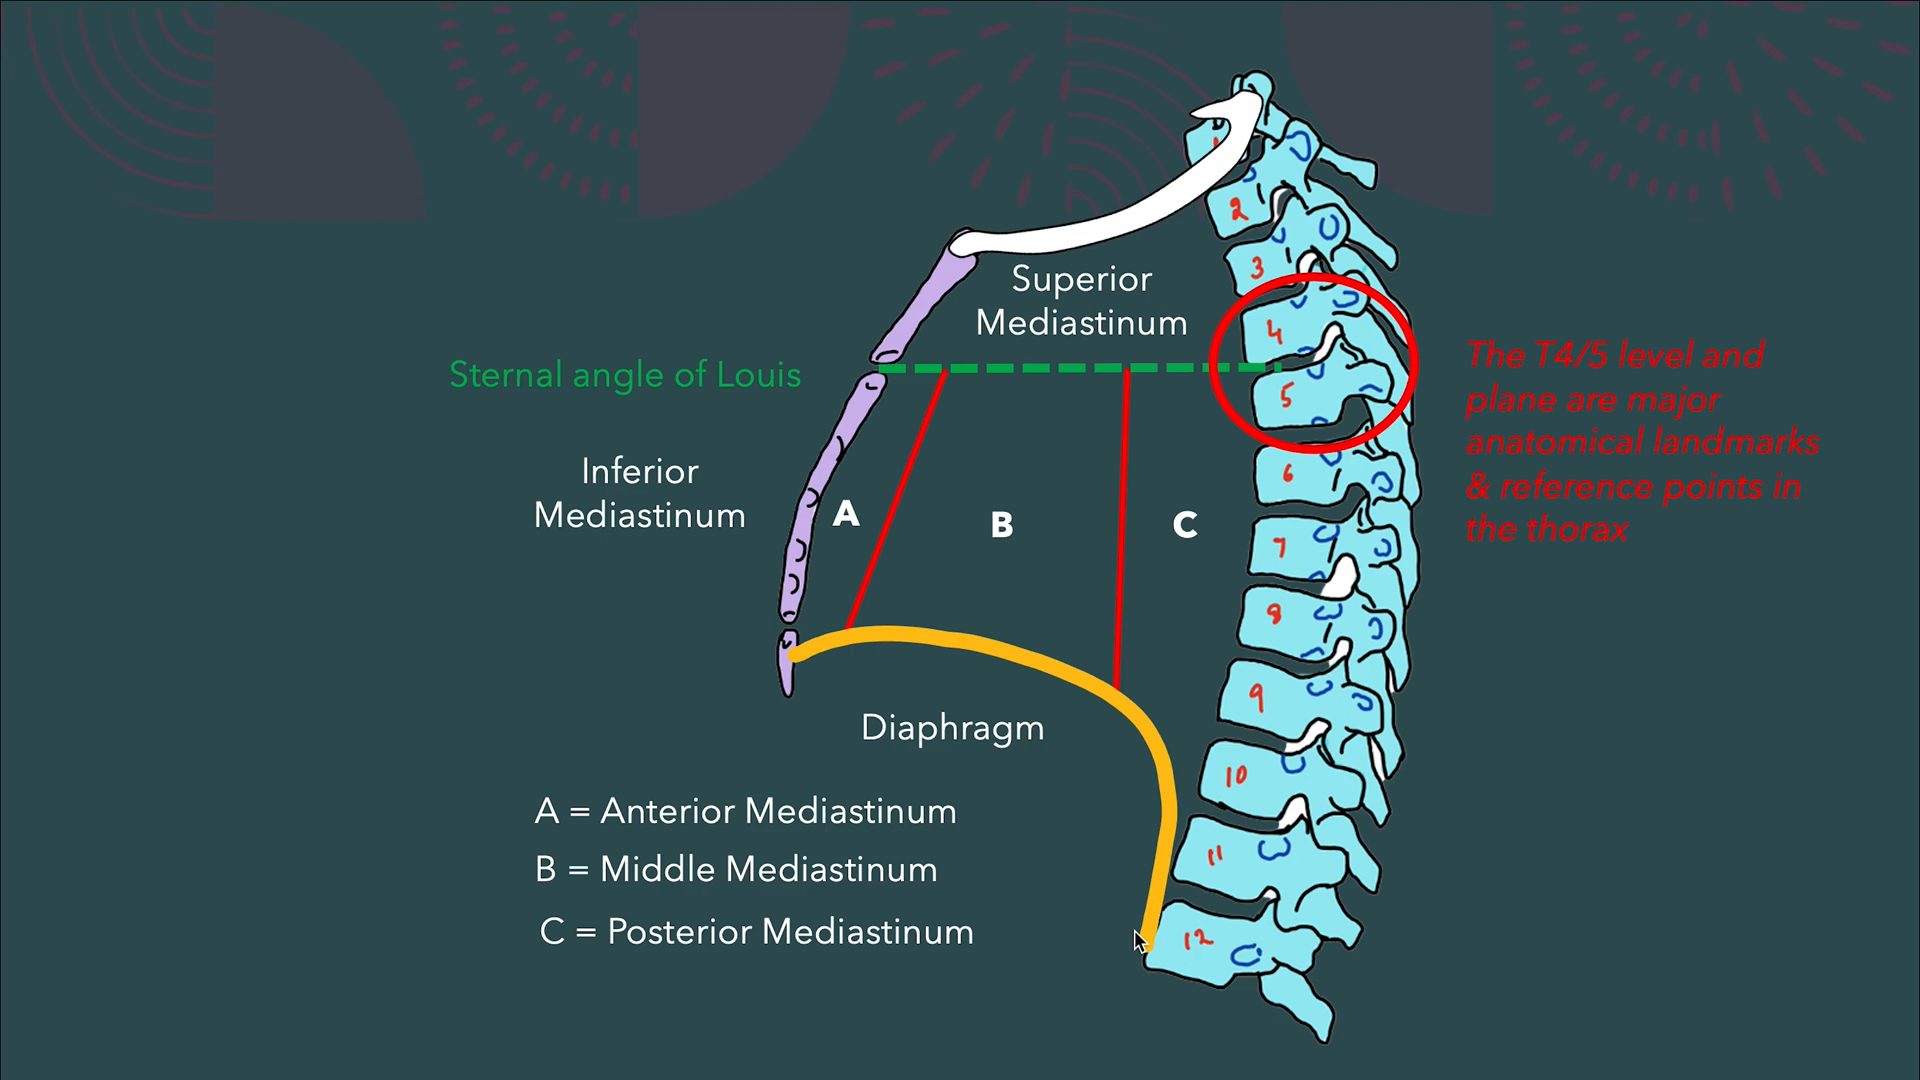 1
2
3
Superior
Mediastinum
4
Sternal angle of Louis
The T4/5 level and
plane are major
anatomical landmarks
& reference points in
the thorax
5
Inferior
Mediastinum
6
A
B
C
7
8
9
Diaphragm
10
A = Anterior Mediastinum
11
B = Middle Mediastinum
C = Posterior Mediastinum
12